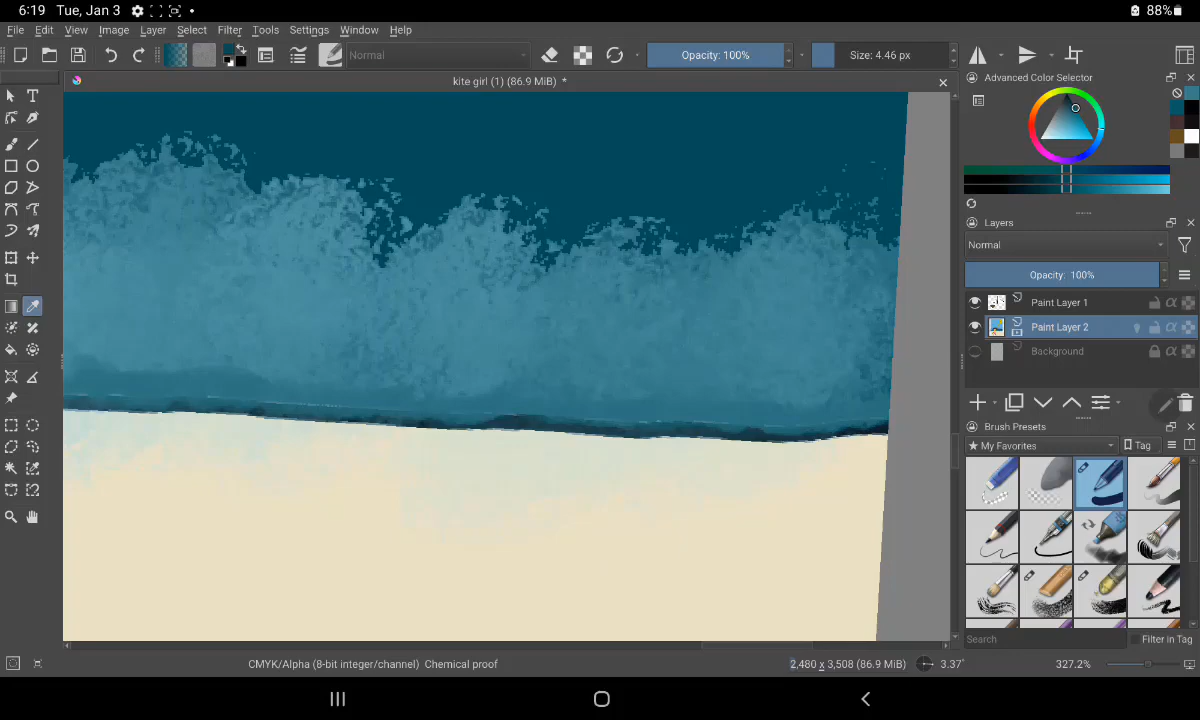 6:19 Tue, Jan 3 88%
File Edit View Image Layer Select Filter Tools Settings Window Help
Normal Opacity: 100% Size: 4.46 px
kite girl (1) (86.9 MiB) *
Advanced Color Selector
Layers
Normal
Opacity: 100%
Paint Layer 1
Paint Layer 2
Background
Brush Presets
★ My Favorites Tag
Search Filter in Tag
CMYK/Alpha (8-bit integer/channel) Chemical proof 2,480 x 3,508 (86.9 MiB) 3.37° 327.2%